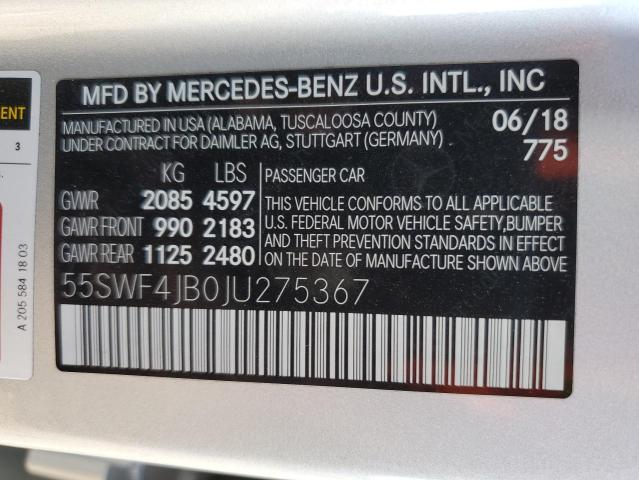 MFD BY MERCEDES-BENZ U.S. INTL., INC
MANUFACTURED IN USA (ALABAMA, TUSCALOOSA COUNTY)
UNDER CONTRACT FOR DAIMLER AG, STUTTGART (GERMANY)
06/18
775
KG LBS
GWR 2085 4597
GAWR FRONT 990 2183
GAWR REAR 1125 2480
PASSENGER CAR
THIS VEHICLE CONFORMS TO ALL APPLICABLE
U.S. FEDERAL MOTOR VEHICLE SAFETY,BUMPER
AND THEFT PREVENTION STANDARDS IN EFFECT
ON THE DATE OF MANUFACTURE SHOWN ABOVE
55SWF4JB0JU275367
A 205 584 18 03
3